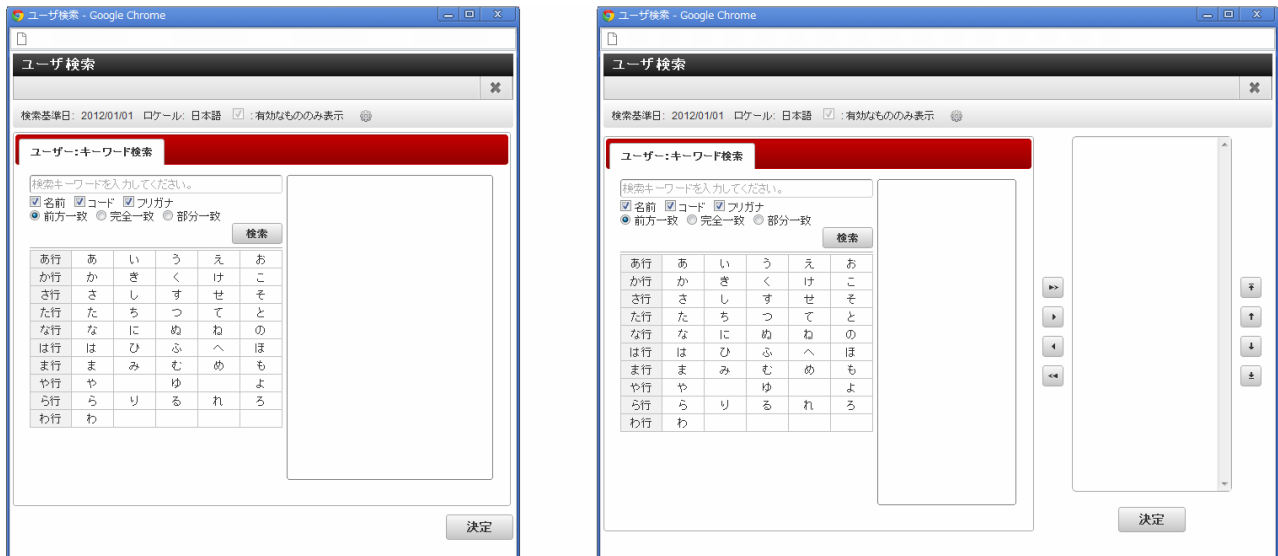 ユーザ検索 - Google Chrome
ユーザ検索
検索基準日: 2012/01/01 ロケール: 日本語 :有効なもののみ表示
ユーザー:キーワード検索
検索キーワードを入力してください。
名前 コード フリガナ
前方一致 完全一致 部分一致
検索
あ行 あ い う え お
か行 か き く け こ
さ行 さ し す せ そ
た行 た ち つ て と
な行 な に ぬ ね の
は行 は ひ ふ へ ほ
ま行 ま み む め も
や行 や ゆ よ
ら行 ら り る れ ろ
わ行 わ
決定
ユーザ検索 - Google Chrome
ユーザ検索
検索基準日: 2012/01/01 ロケール: 日本語 :有効なもののみ表示
ユーザー:キーワード検索
検索キーワードを入力してください。
名前 コード フリガナ
前方一致 完全一致 部分一致
検索
あ行 あ い う え お
か行 か き く け こ
さ行 さ し す せ そ
た行 た ち つ て と
な行 な に ぬ ね の
は行 は ひ ふ へ ほ
ま行 ま み む め も
や行 や ゆ よ
ら行 ら り る れ ろ
わ行 わ
決定